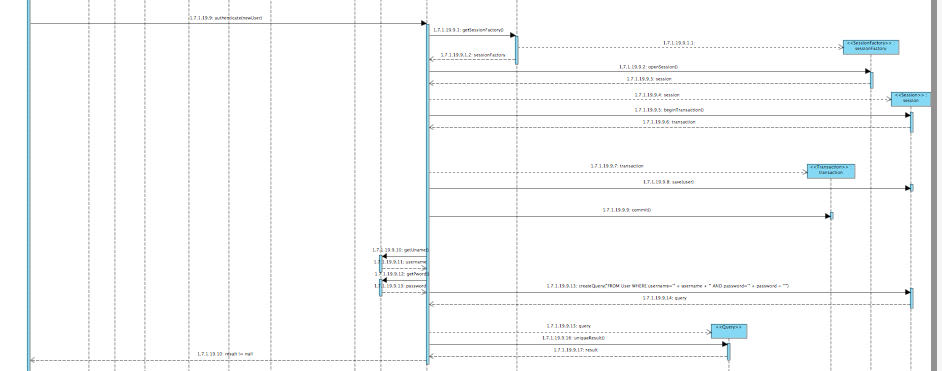 1.7.1.19.9: authenticate(newUser)
1.7.1.19.9.1: getSessionFactory()
1.7.1.19.9.1.1:
<<SessionFactory>>
sessionFactory
1.7.1.19.9.1.2: sessionFactory
1.7.1.19.9.2: openSession()
1.7.1.19.9.3: session
1.7.1.19.9.4: session
<<Session>> :
session
1.7.1.19.9.5: beginTransaction()
1.7.1.19.9.6: transaction
1.7.1.19.9.7: transaction
<<Transaction>> :
transaction
1.7.1.19.9.8: save(user)
1.7.1.19.9.9: commit()
1.7.1.19.9.10: getUname()
1.7.1.19.9.11: username
1.7.1.19.9.12: getPword()
1.7.1.19.9.13: password
1.7.1.19.9.13: createQuery("FROM User WHERE username='" + username + "' AND password='" + password + "'")
1.7.1.19.9.14: query
1.7.1.19.9.15: query
<<Query>>
1.7.1.19.9.16: uniqueResult()
1.7.1.19.9.17: result
1.7.1.19.10: result != null